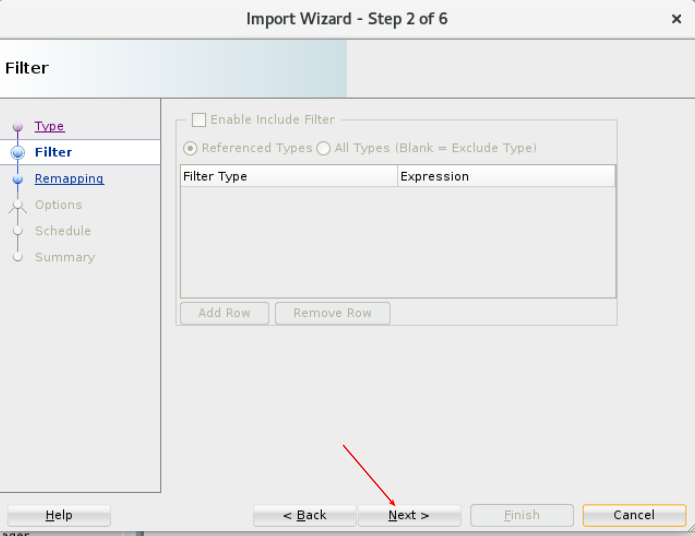 Import Wizard - Step 2 of 6
Filter
Type
Filter
Remapping
Options
Schedule
Summary
Enable Include Filter
Referenced Types All Types (Blank = Exclude Type)
Filter Type Expression
Add Row Remove Row
Help < Back Next > Finish Cancel